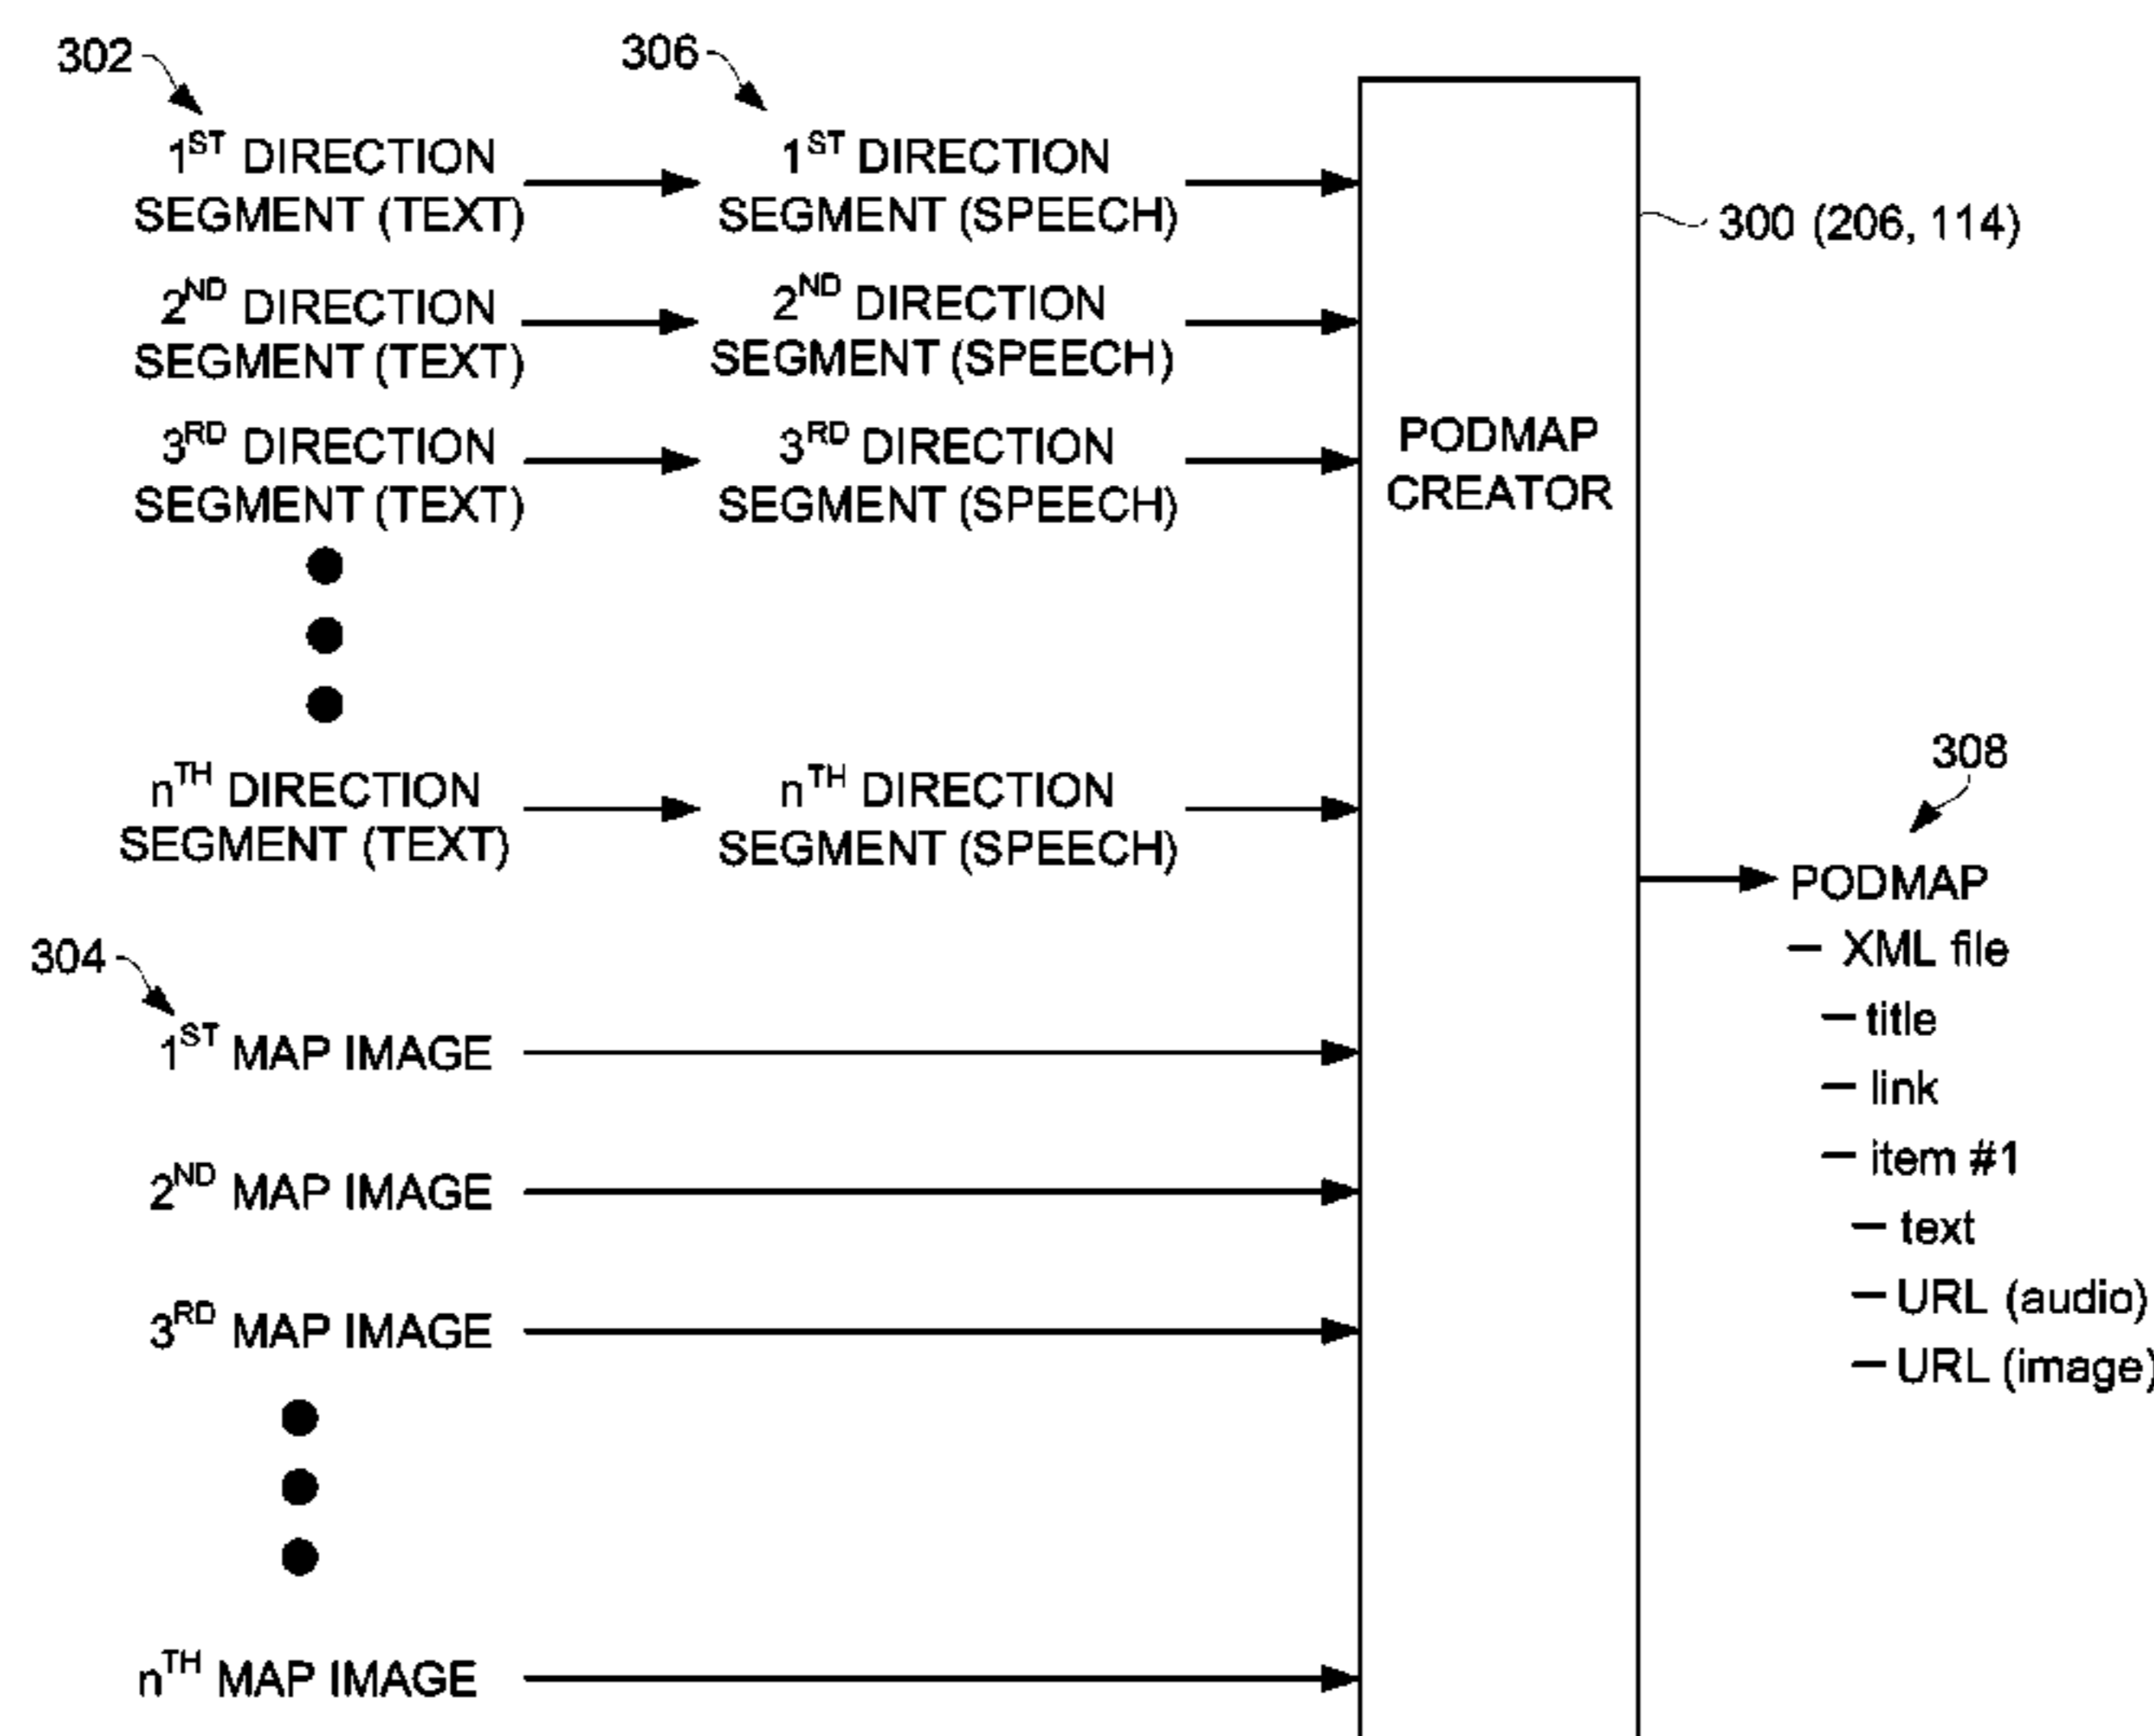 302
306
1ST DIRECTION
SEGMENT (TEXT)
1ST DIRECTION
SEGMENT (SPEECH)
300 (206, 114)
2ND DIRECTION
SEGMENT (TEXT)
2ND DIRECTION
SEGMENT (SPEECH)
3RD DIRECTION
SEGMENT (TEXT)
3RD DIRECTION
SEGMENT (SPEECH)
PODMAP
CREATOR
nTH DIRECTION
SEGMENT (TEXT)
nTH DIRECTION
SEGMENT (SPEECH)
304
1ST MAP IMAGE
2ND MAP IMAGE
3RD MAP IMAGE
nTH MAP IMAGE
308
PODMAP
— XML file
— title
— link
— item #1
— text
— URL (audio)
— URL (image)